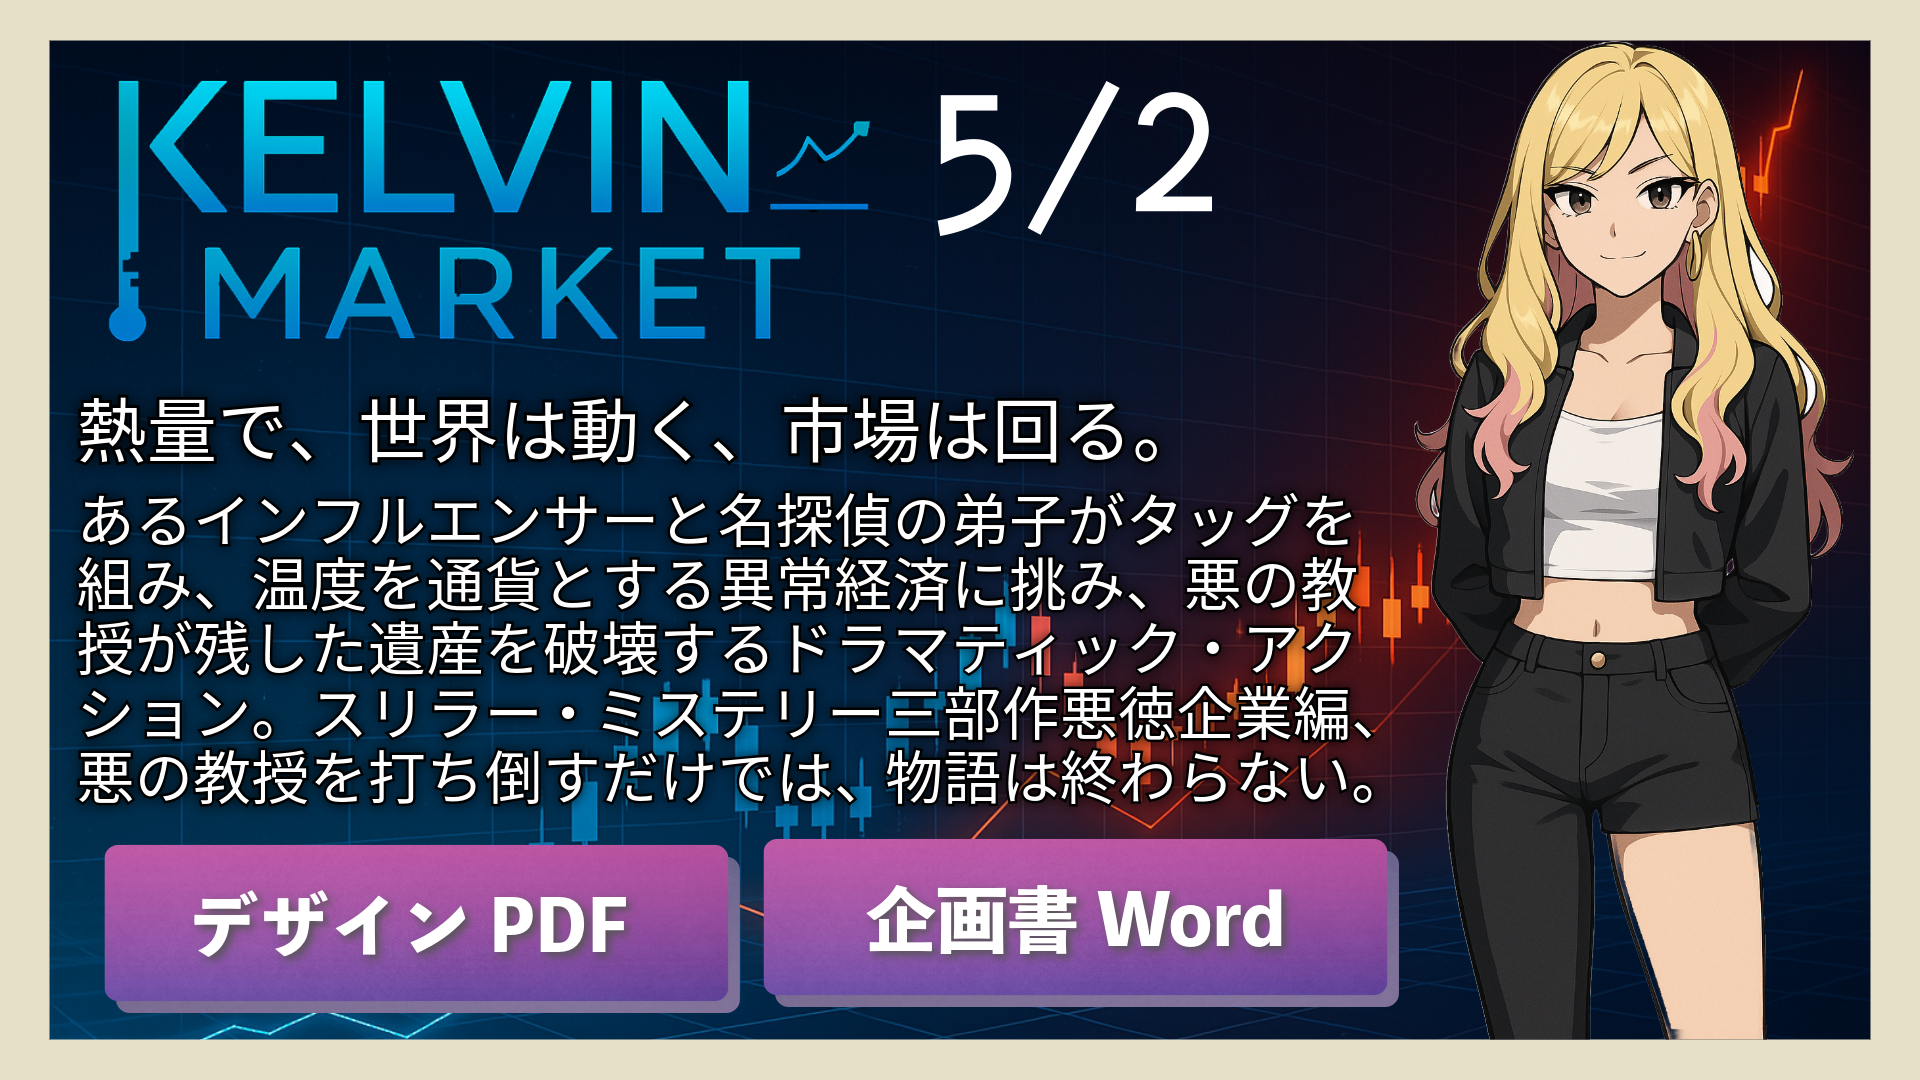 KELVIN
MARKET
5/2
熱量で、世界は動く、市場は回る。
あるインフルエンサーと名探偵の弟子がタッグを
組み、温度を通貨とする異常経済に挑み、悪の教
授が残した遺産を破壊するドラマティック・アク
ション。スリラー・ミステリー三部作悪徳企業編、
悪の教授を打ち倒すだけでは、物語は終わらない。
デザイン PDF
企画書 Word